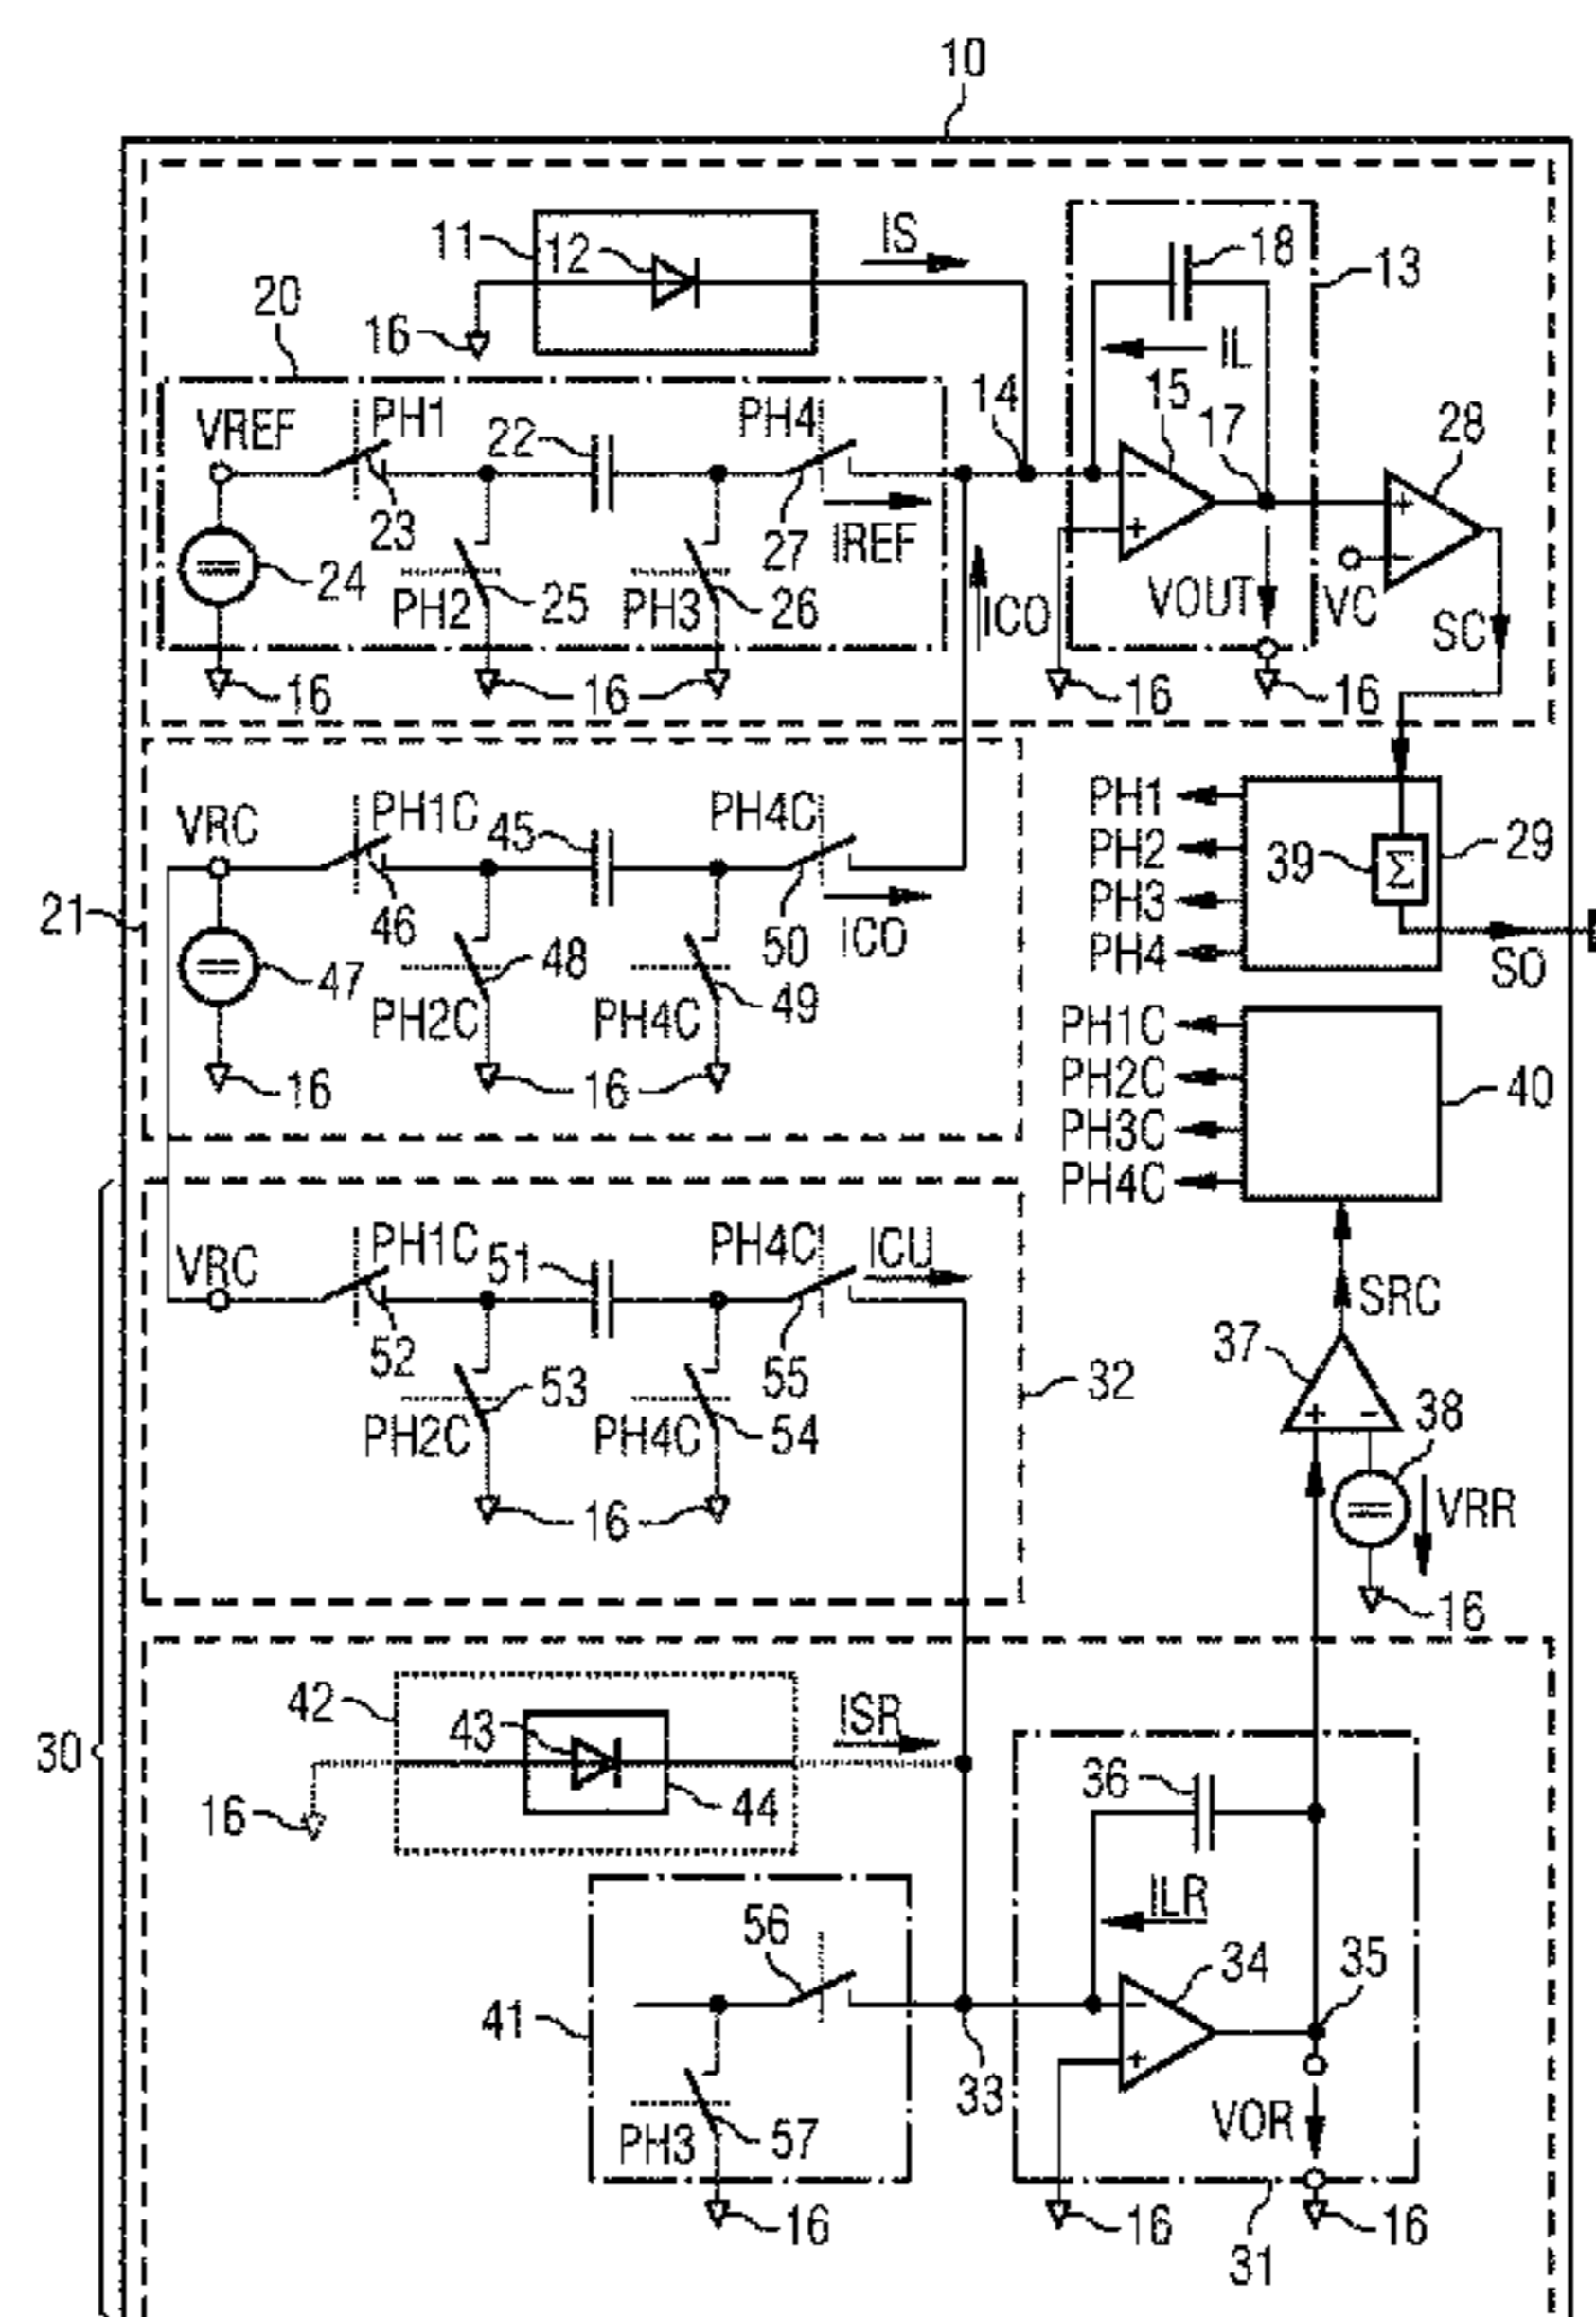 10
11 12 IS 18 13
20 16 IL
VREF PH1 22 PH4 14 15 17 28
23 27 IREF
24 PH2 25 PH3 26 ICO VOUT VC SC
16 16 16 16
VRC PH1C 45 PH4C PH1
PH2 39 Σ 29
21 46 50 ICO PH3
47 48 49 PH4 SO
PH2C PH4C PH1C
16 16 PH2C 40
PH3C
PH4C
VRC PH1C 51 PH4C ICU
SRC
52 55 32 37
53 54 38
PH2C PH4C VRR
16 16
42 43 ISR
30 36
16 44
ILR
56
34 35
41
33
PH3 57 VOR
16 16 16
31
+
−
+
−
+
−
+
−